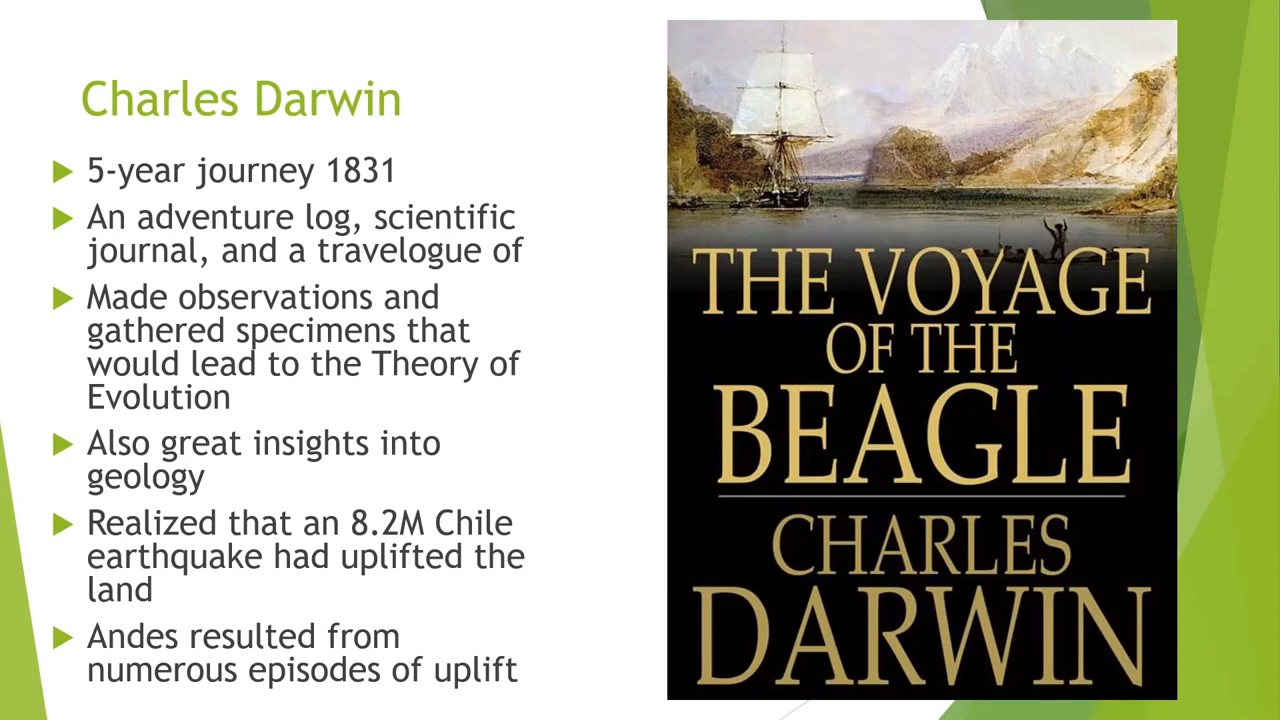 Charles Darwin
5-year journey 1831
An adventure log, scientific
journal, and a travelogue of
Made observations and
gathered specimens that
would lead to the Theory of
Evolution
Also great insights into
geology
Realized that an 8.2M Chile
earthquake had uplifted the
land
Andes resulted from
numerous episodes of uplift
THE VOYAGE
OF THE
BEAGLE
CHARLES
DARWIN